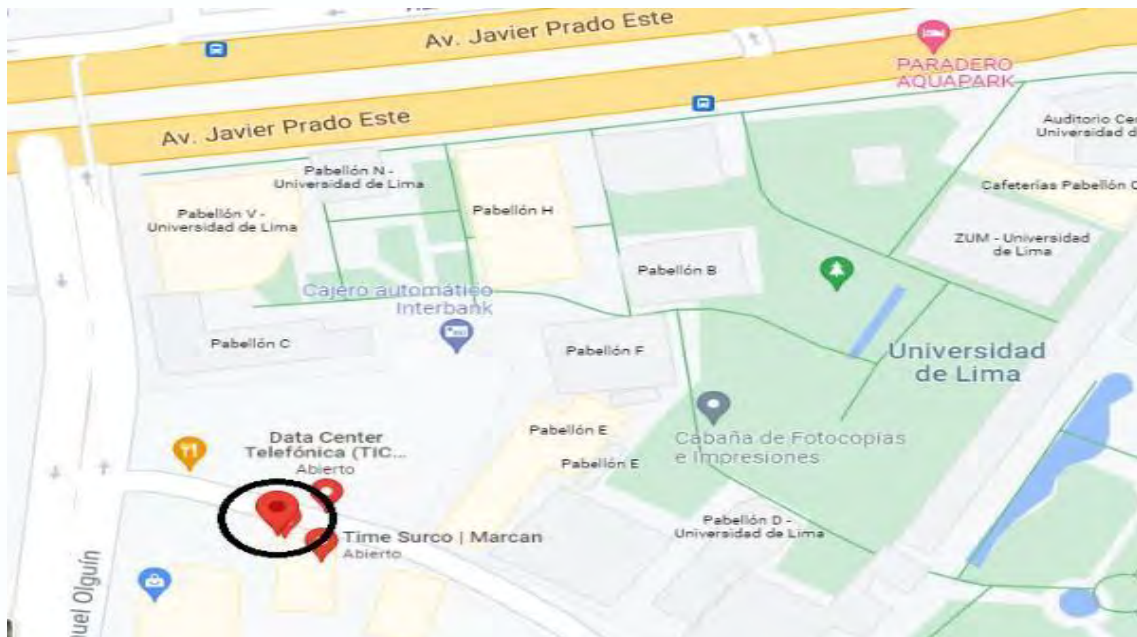 Av. Javier Prado Este
PARADERO
AQUAPARK
Av. Javier Prado Este
Auditorio Ce
Universidad d
Pabellón N -
Universidad de Lima
Cafeterías Pabellón
Pabellón V -
Universidad de Lima
Pabellón H
ZUM - Universidad
de Lima
Pabellón B
Cajero automático
Interbank
Pabellón C
Pabellón F
Universidad
de Lima
Data Center
Telefónica (TIC...
Abierto
Pabellón E
Pabellón E
Cabaña de Fotocopias
e Impresiones
Time Surco | Marcan
Abierto
Pabellón D -
Universidad de Lima
uel Olguín